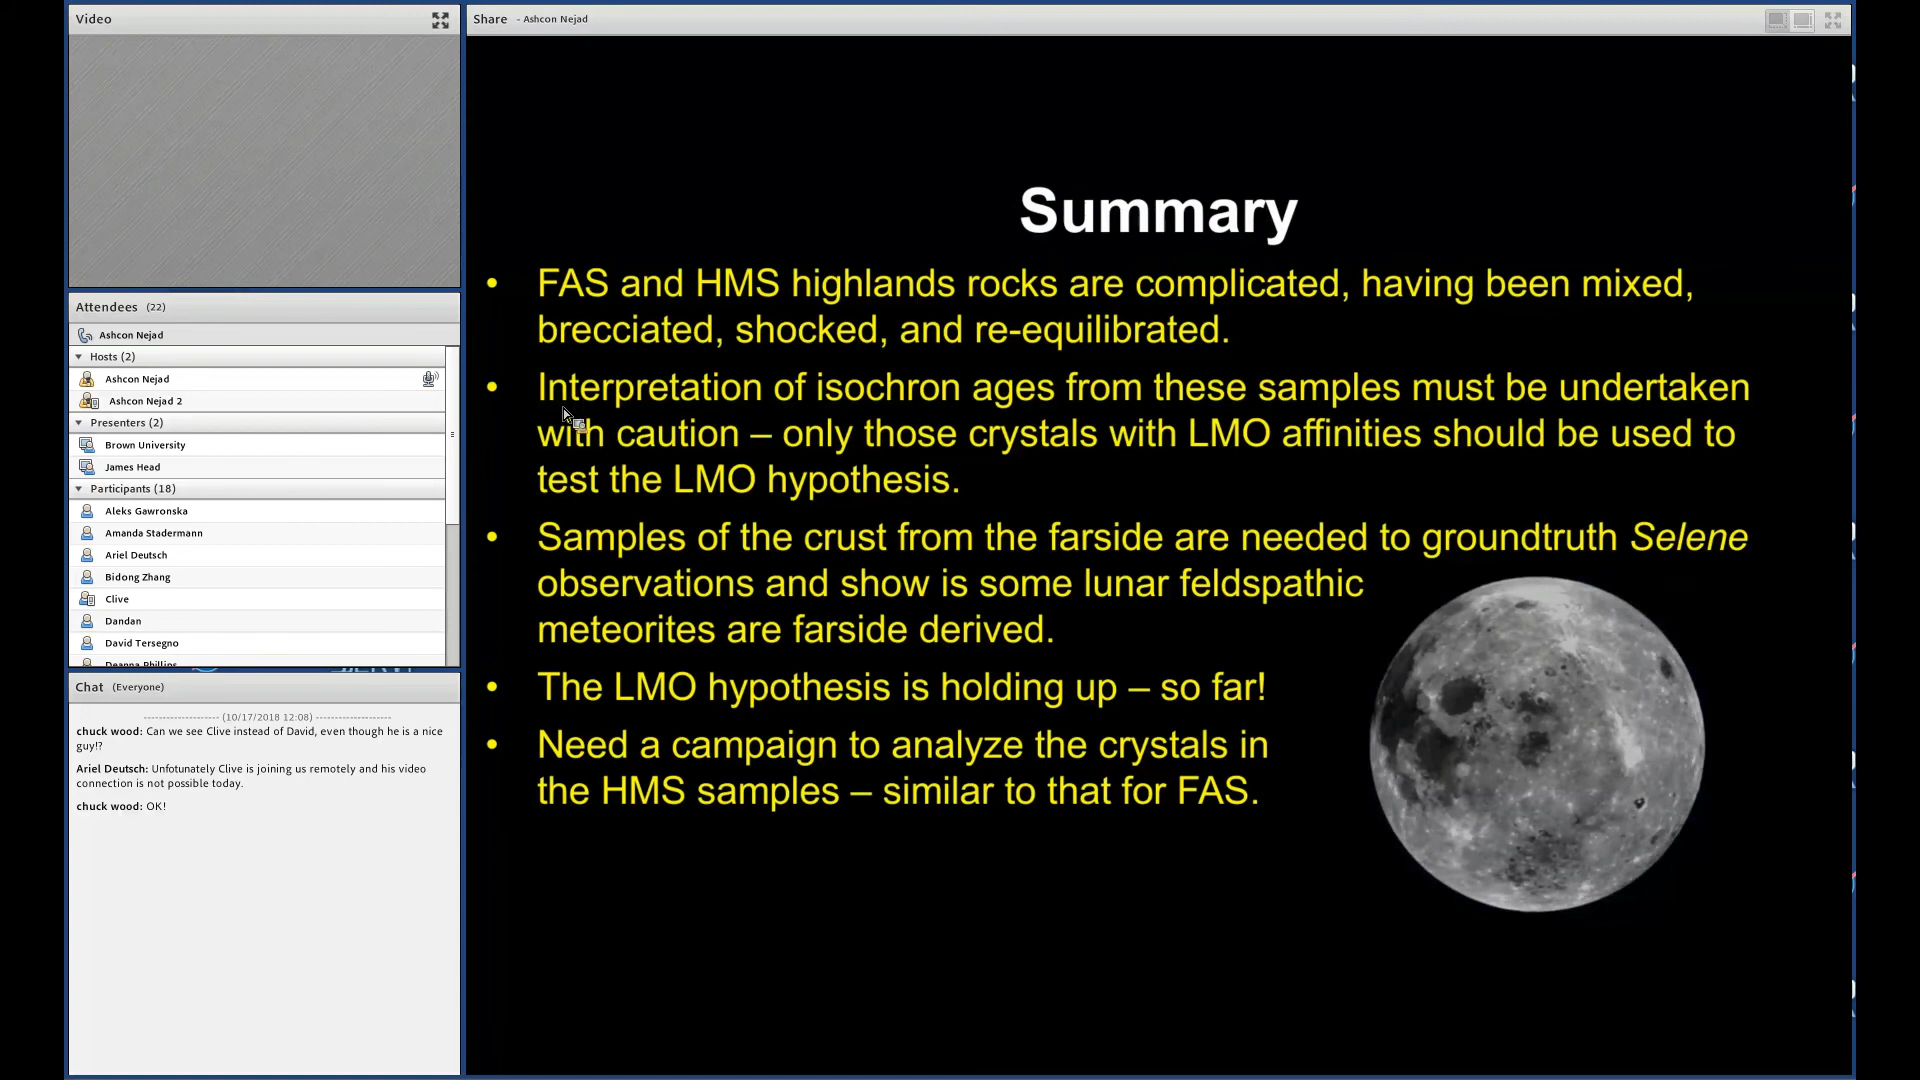 Video
Share - Ashcon Nejad
Attendees (22)
Ashcon Nejad
Hosts (2)
Ashcon Nejad
Ashcon Nejad 2
Presenters (2)
Brown University
James Head
Participants (18)
Aleks Gawronska
Amanda Stadermann
Ariel Deutsch
Bidong Zhang
Clive
Dandan
David Tersegno
Deanna Phillips
Chat (Everyone)
-------------------- (10/17/2018 12:08) --------------------
chuck wood: Can we see Clive instead of David, even though he is a nice
guy!?
Ariel Deutsch: Unfotunately Clive is joining us remotely and his video
connection is not possible today.
chuck wood: OK!
Summary
• FAS and HMS highlands rocks are complicated, having been mixed,
brecciated, shocked, and re-equilibrated.
• Interpretation of isochron ages from these samples must be undertaken
with caution – only those crystals with LMO affinities should be used to
test the LMO hypothesis.
• Samples of the crust from the farside are needed to groundtruth Selene
observations and show is some lunar feldspathic
meteorites are farside derived.
• The LMO hypothesis is holding up – so far!
• Need a campaign to analyze the crystals in
the HMS samples – similar to that for FAS.